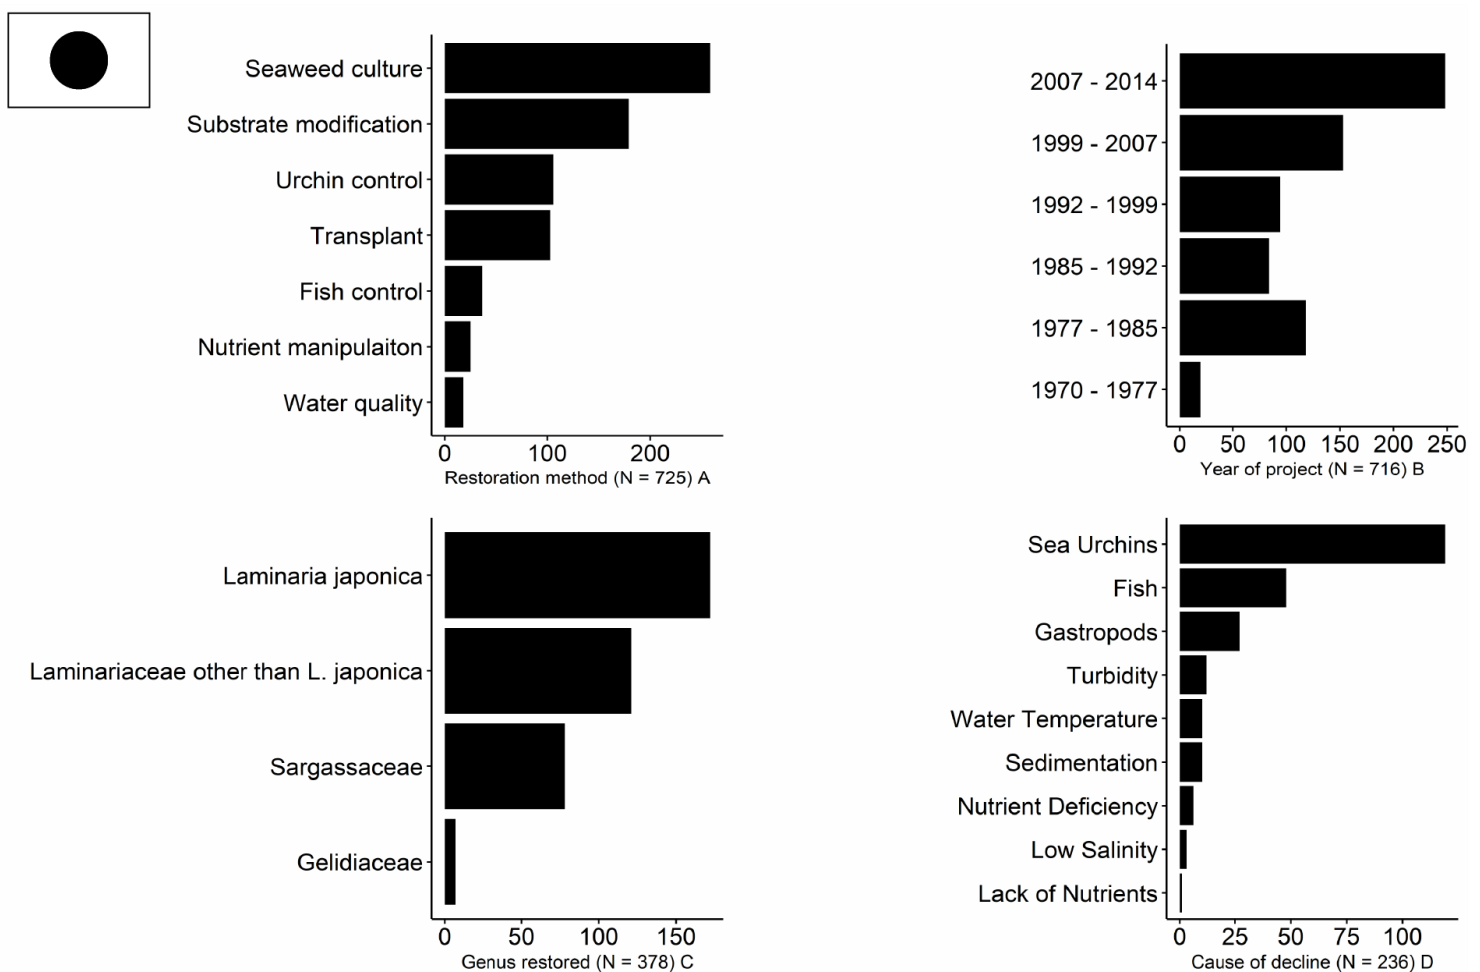 Seaweed culture
Substrate modification
Urchin control
Transplant
Fish control
Nutrient manipulaiton
Water quality
0 100 200
Restoration method (N = 725) A
2007 - 2014
1999 - 2007
1992 - 1999
1985 - 1992
1977 - 1985
1970 - 1977
0 50 100 150 200 250
Year of project (N = 716) B
Laminaria japonica
Laminariaceae other than L. japonica
Sargassaceae
Gelidiaceae
0 50 100 150
Genus restored (N = 378) C
Sea Urchins
Fish
Gastropods
Turbidity
Water Temperature
Sedimentation
Nutrient Deficiency
Low Salinity
Lack of Nutrients
0 25 50 75 100
Cause of decline (N = 236) D